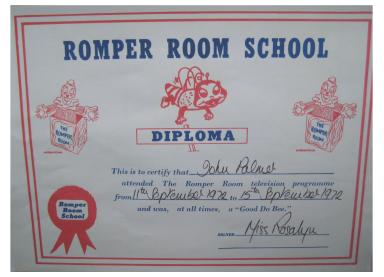 ROMPER ROOM SCHOOL
THE
ROMPER
ROOM
THE
ROMPER
ROOM
DIPLOMA
This is to certify that John Palmer
attended The Romper Room television programme
from 11th September 1972 to 15th September 1972
and was, at all times, a "Good Do Bee."
Romper
Room
School
SIGNED Miss Rosalyn